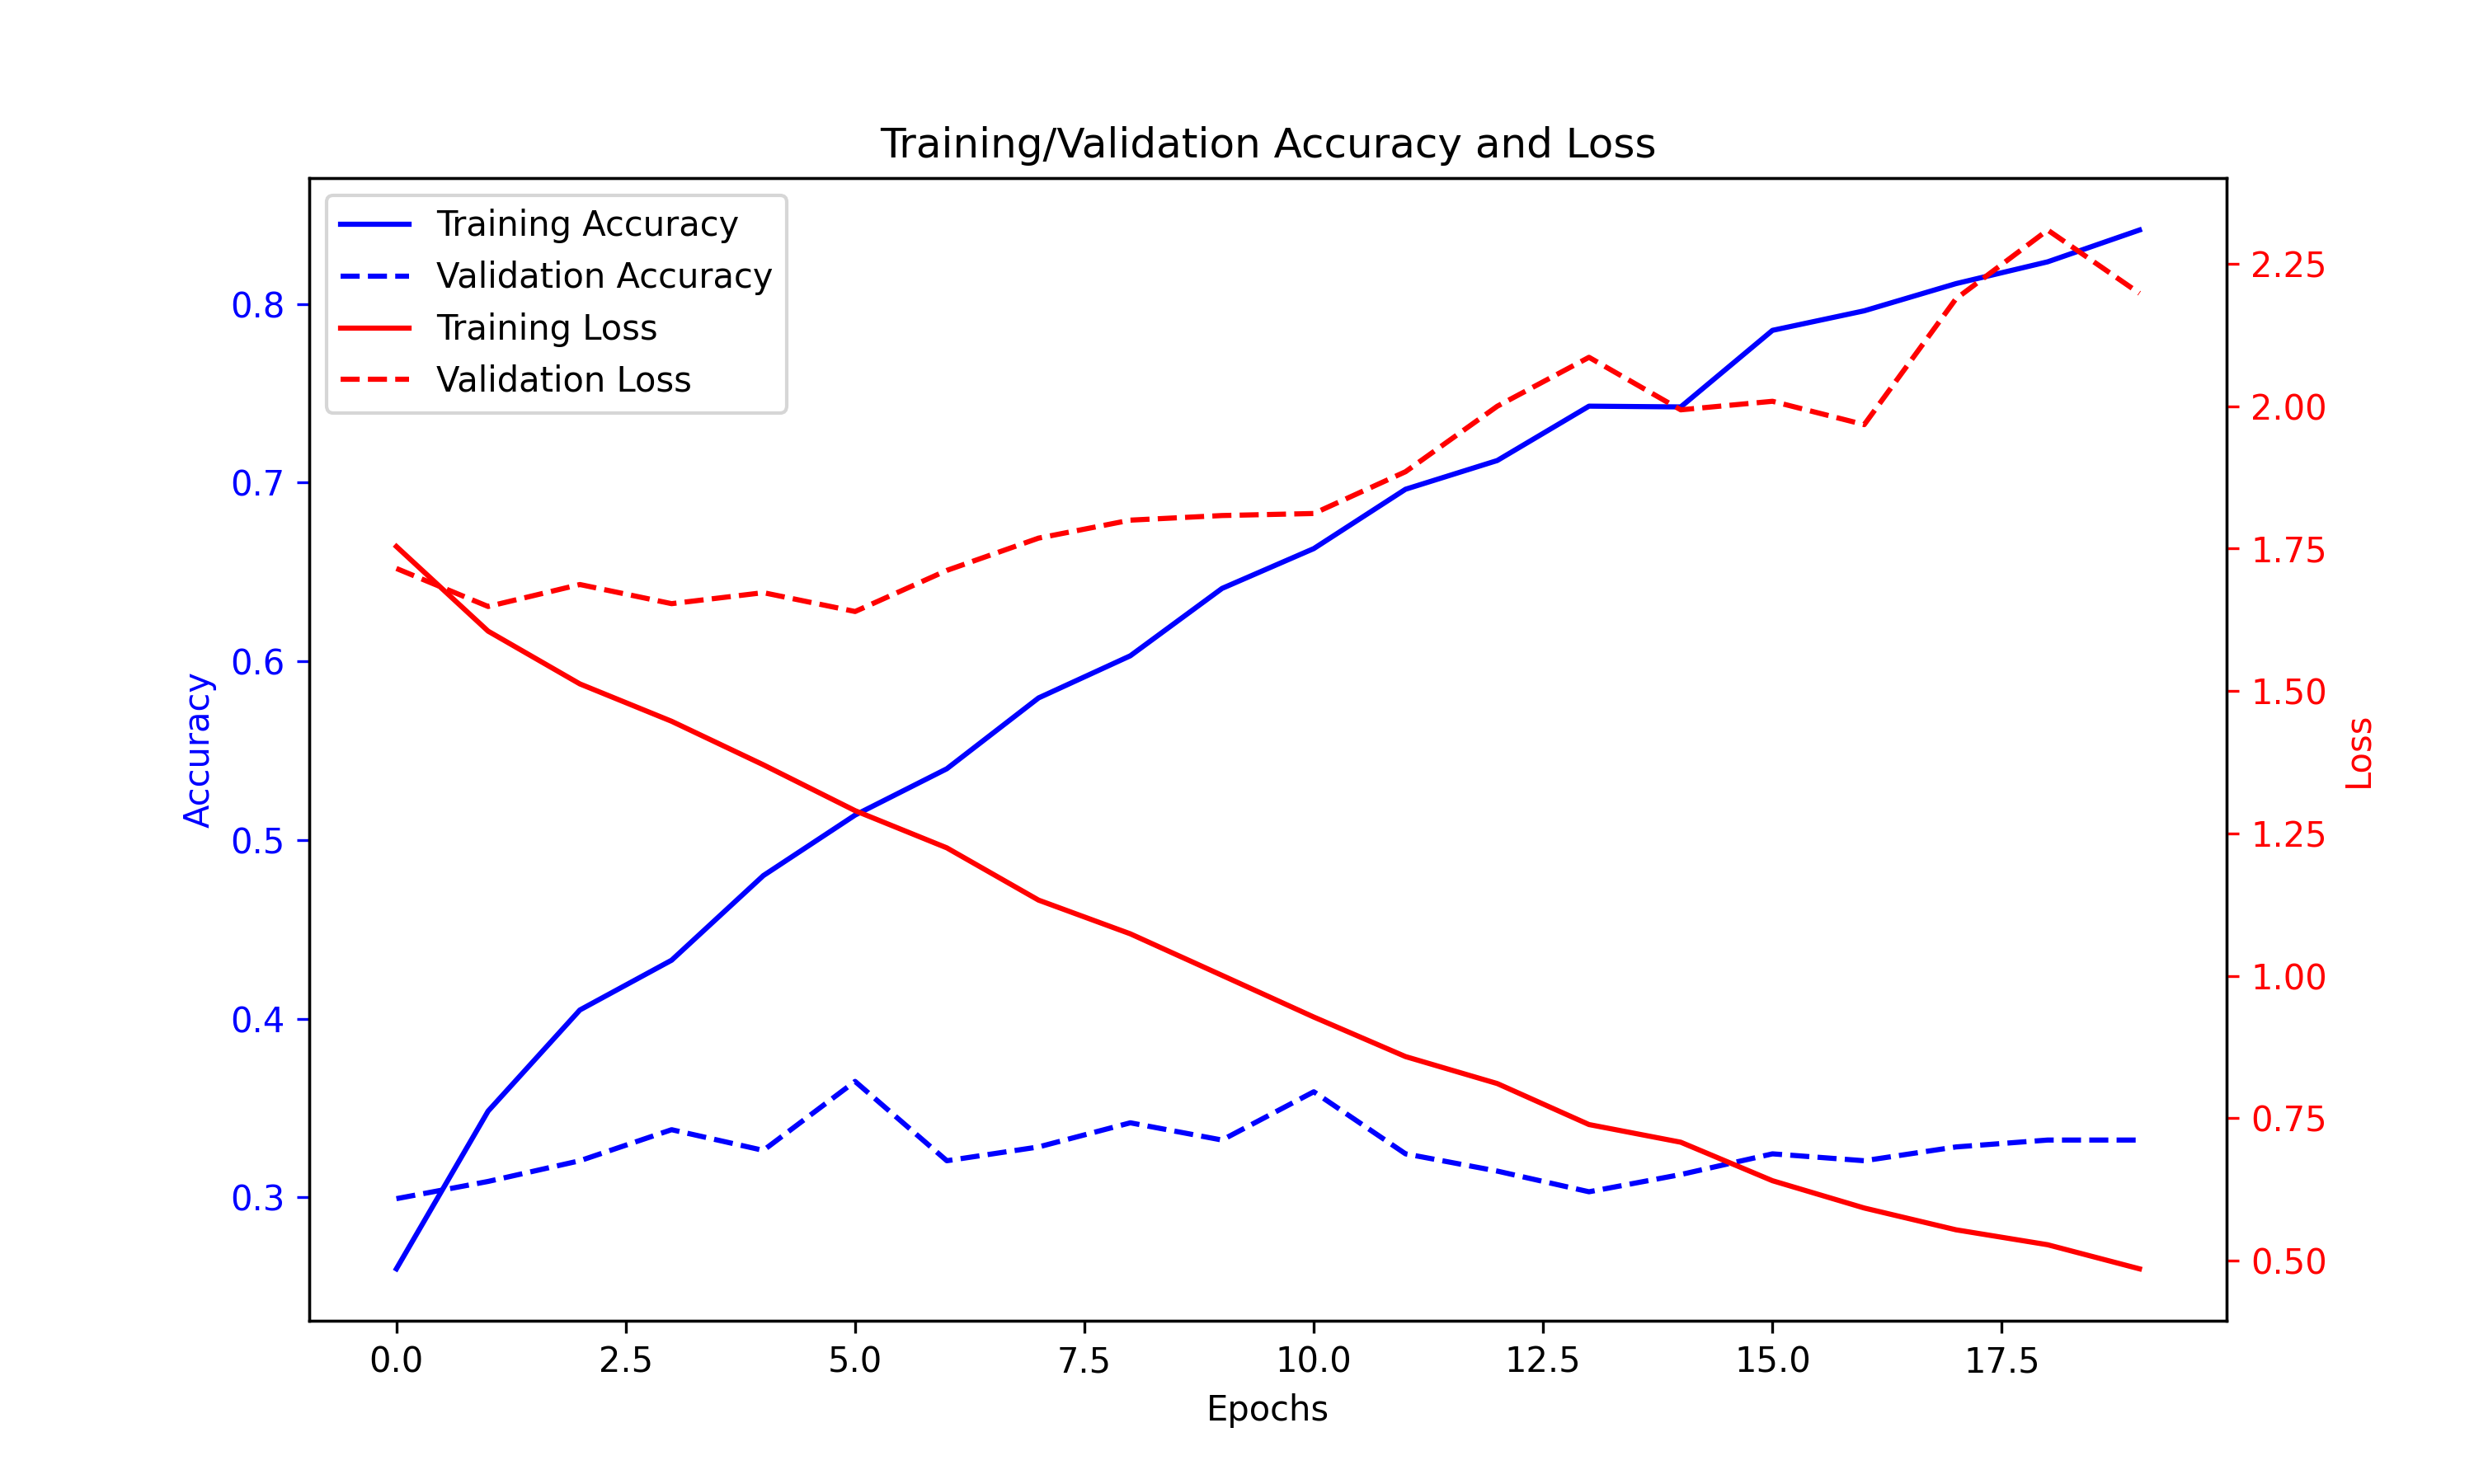 Training/Validation Accuracy and Loss
Training Accuracy
Validation Accuracy
Training Loss
Validation Loss
Accuracy
0.8
0.7
0.6
0.5
0.4
0.3
2.25
2.00
1.75
1.50
1.25
1.00
0.75
0.50
Loss
0.0 2.5 5.0 7.5 10.0 12.5 15.0 17.5
Epochs